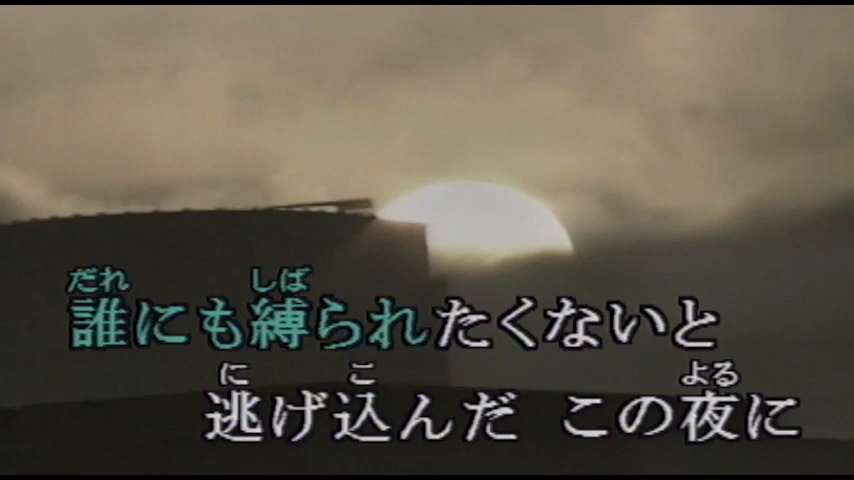 だれ しば
誰にも縛られたくないと
に こ よる
逃げ込んだ この夜に